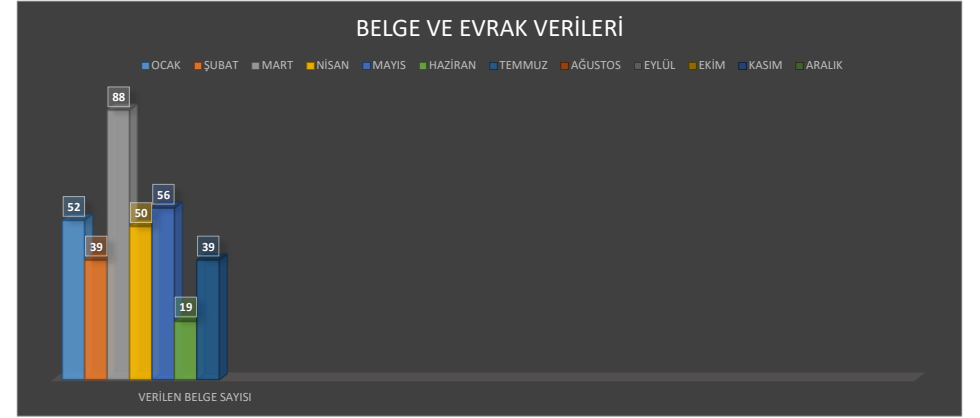 BELGE VE EVRAK VERİLERİ
OCAK ŞUBAT MART NİSAN MAYIS HAZİRAN TEMMUZ AĞUSTOS EYLÜL EKİM KASIM ARALIK
88
52
39
50
56
19
39
VERİLEN BELGE SAYISI